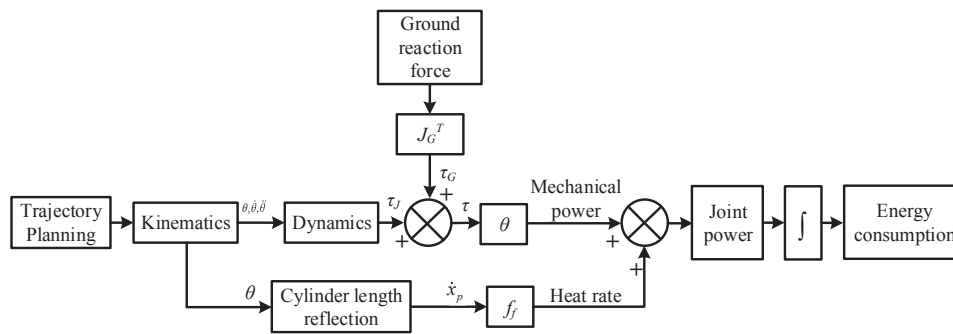 Ground
reaction
force
J_G^T
τ_G
+
Mechanical
power
Trajectory
Planning
Kinematics
θ,θ̇,θ̈
Dynamics
τ_J
+
τ
θ
+
Joint
power
∫
Energy
consumption
θ
Cylinder length
reflection
ẋ_p
f_f
Heat rate
+